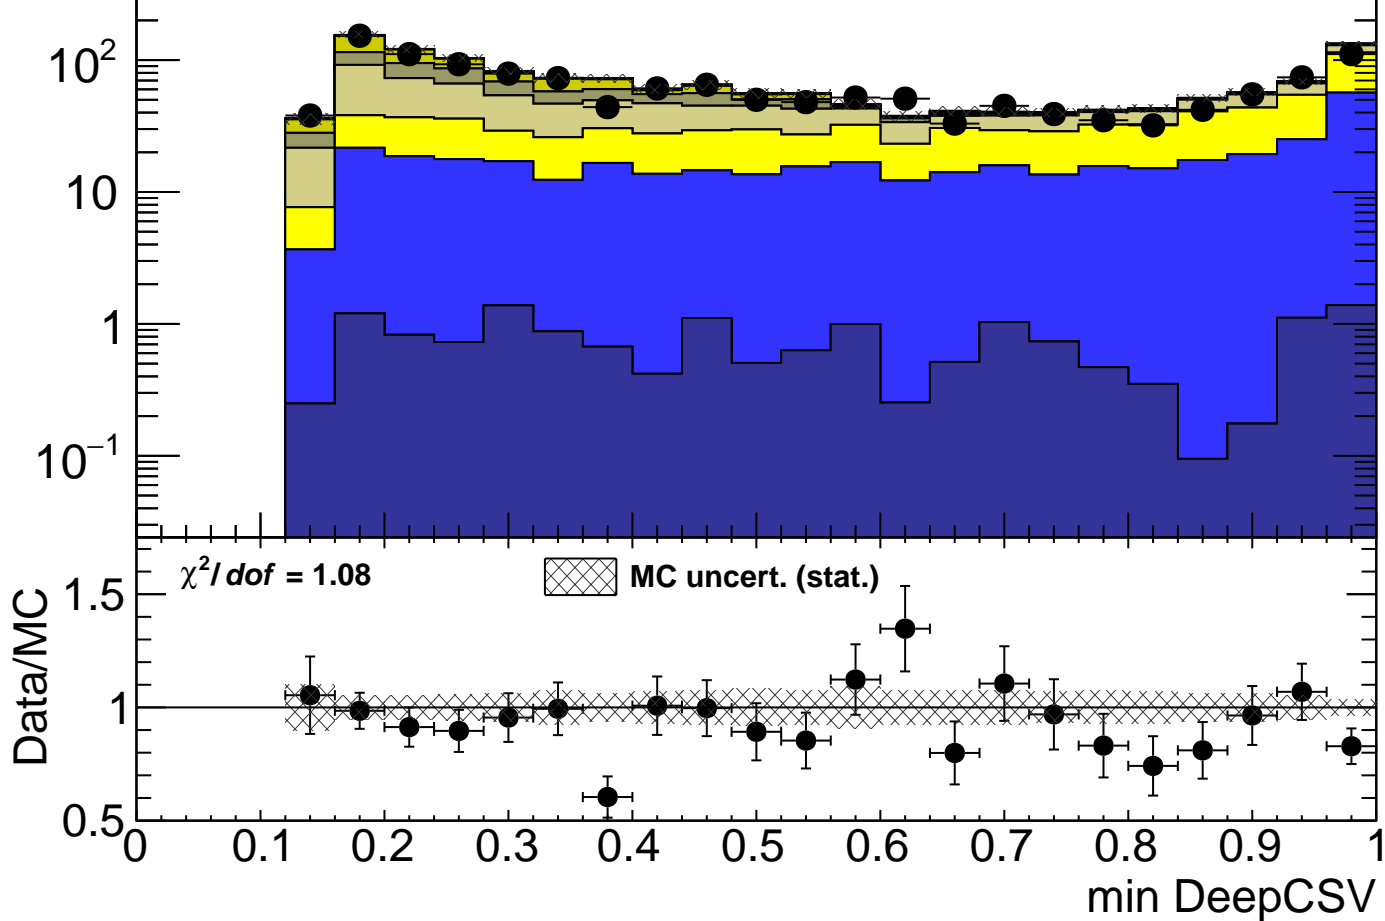 10²
10
1
10⁻¹
χ²/dof = 1.08
MC uncert. (stat.)
Data/MC
1.5
1
0.5
0 0.1 0.2 0.3 0.4 0.5 0.6 0.7 0.8 0.9 1
min DeepCSV